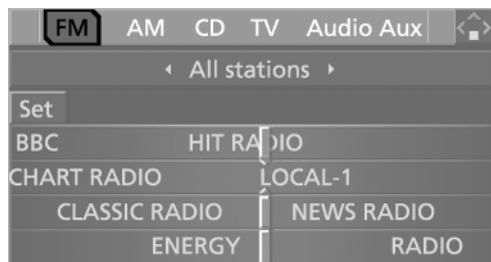 FM AM CD TV Audio Aux
All stations
Set
BBC HIT RADIO
CHART RADIO LOCAL-1
CLASSIC RADIO NEWS RADIO
ENERGY RADIO